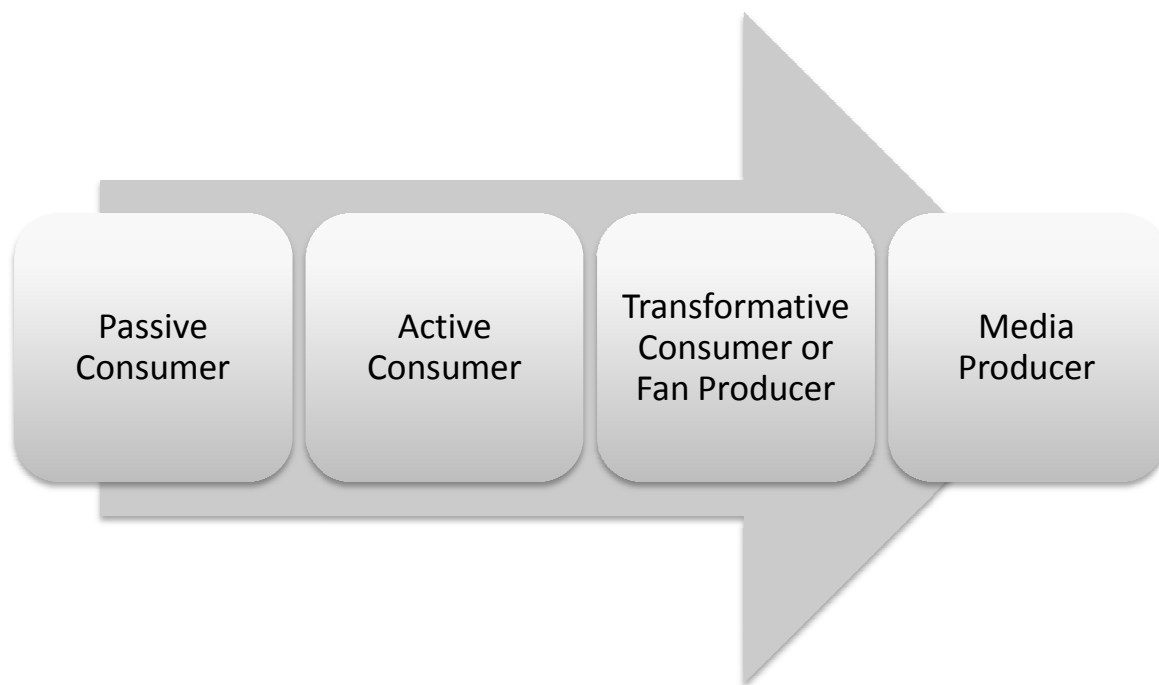 Passive
Consumer
Active
Consumer
Transformative
Consumer or
Fan Producer
Media
Producer